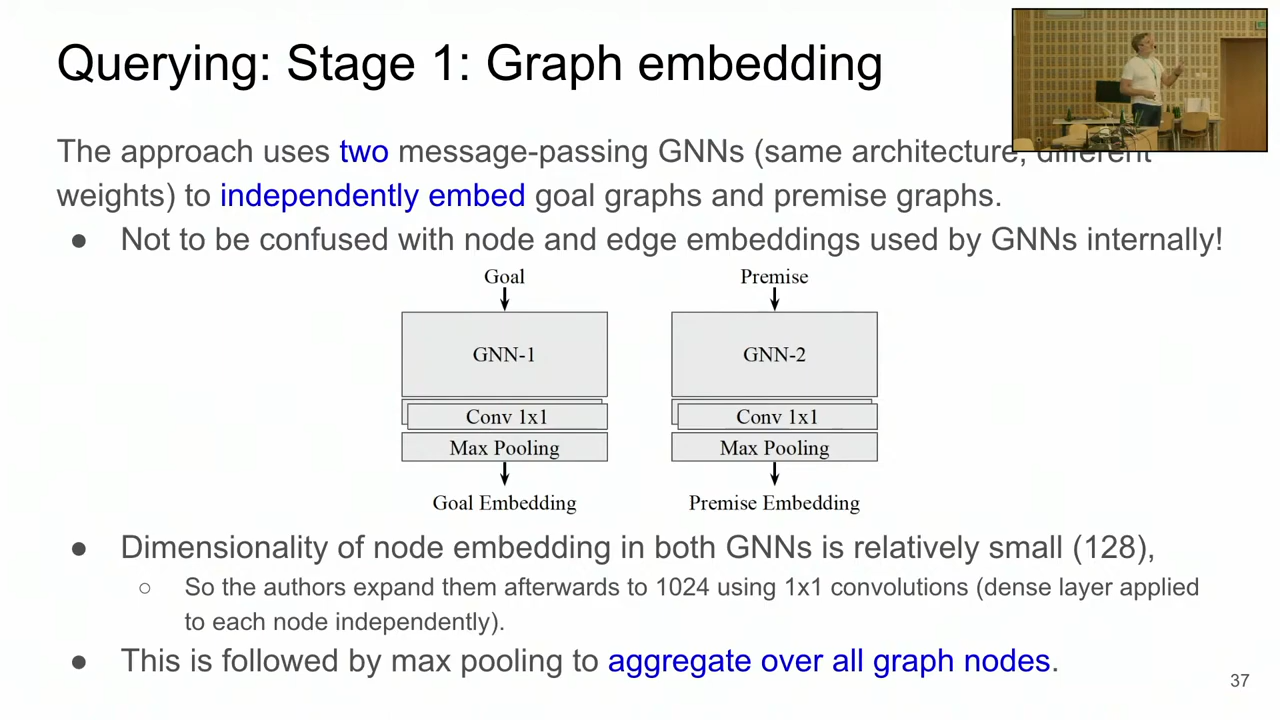 Querying: Stage 1: Graph embedding
The approach uses two message-passing GNNs (same architecture, different
weights) to independently embed goal graphs and premise graphs.
● Not to be confused with node and edge embeddings used by GNNs internally!
Goal Premise
GNN-1 GNN-2
Conv 1x1 Conv 1x1
Max Pooling Max Pooling
Goal Embedding Premise Embedding
● Dimensionality of node embedding in both GNNs is relatively small (128),
○ So the authors expand them afterwards to 1024 using 1x1 convolutions (dense layer applied
to each node independently).
● This is followed by max pooling to aggregate over all graph nodes.
37